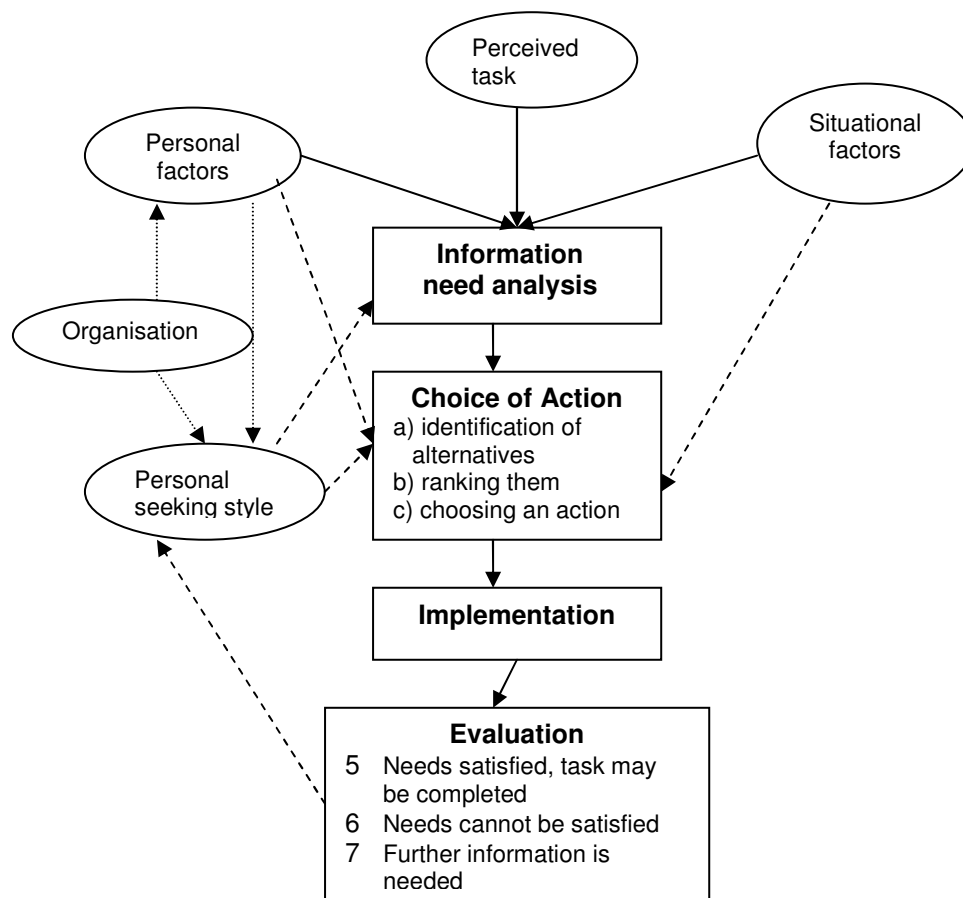 Perceived
task
Personal
factors
Situational
factors
Information
need analysis
Organisation
Choice of Action
a) identification of
alternatives
b) ranking them
c) choosing an action
Personal
seeking style
Implementation
Evaluation
5 Needs satisfied, task may
be completed
6 Needs cannot be satisfied
7 Further information is
needed